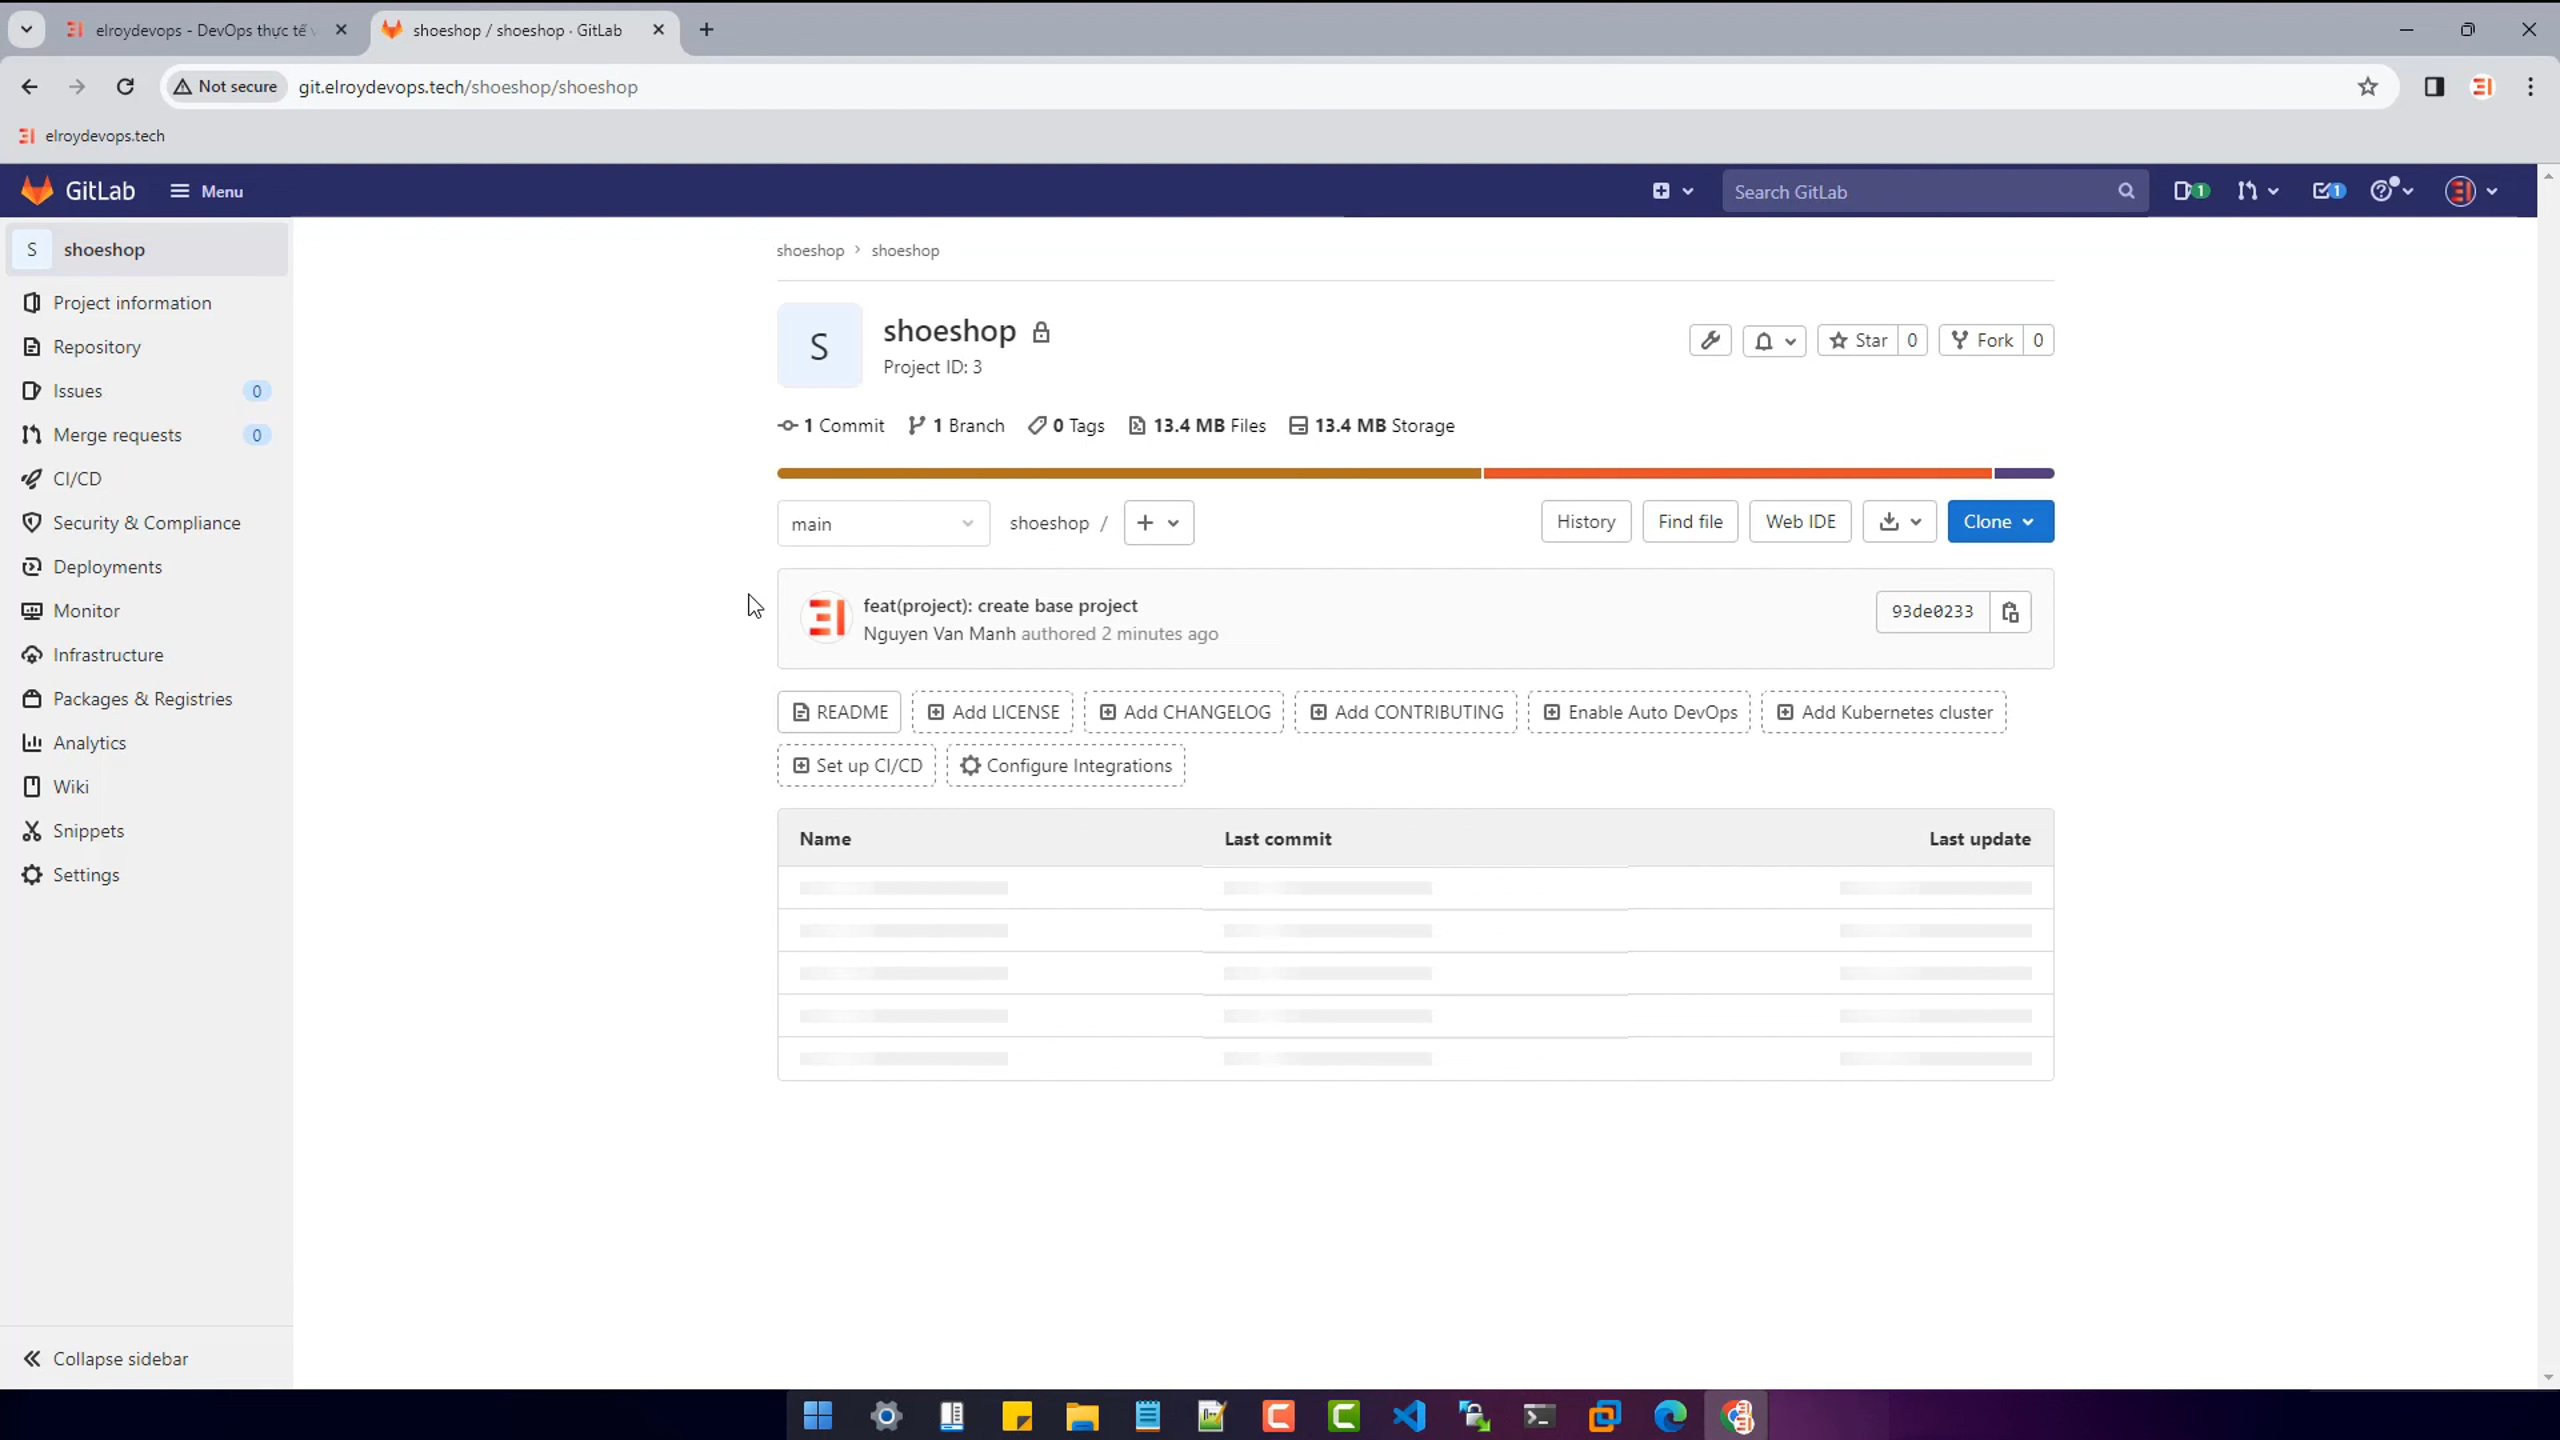 elroydevops - DevOps thực tế v
shoeshop / shoeshop · GitLab
Not secure
git.elroydevops.tech/shoeshop/shoeshop
elroydevops.tech
GitLab
Menu
Search GitLab
1
1
S
shoeshop
Project information
Repository
Issues
0
Merge requests
0
CI/CD
Security & Compliance
Deployments
Monitor
Infrastructure
Packages & Registries
Analytics
Wiki
Snippets
Settings
Collapse sidebar
shoeshop > shoeshop
S
shoeshop
Project ID: 3
Star 0
Fork 0
1 Commit 1 Branch 0 Tags 13.4 MB Files 13.4 MB Storage
main
shoeshop /
History
Find file
Web IDE
Clone
feat(project): create base project
Nguyen Van Manh authored 2 minutes ago
93de0233
README
Add LICENSE
Add CHANGELOG
Add CONTRIBUTING
Enable Auto DevOps
Add Kubernetes cluster
Set up CI/CD
Configure Integrations
Name Last commit Last update